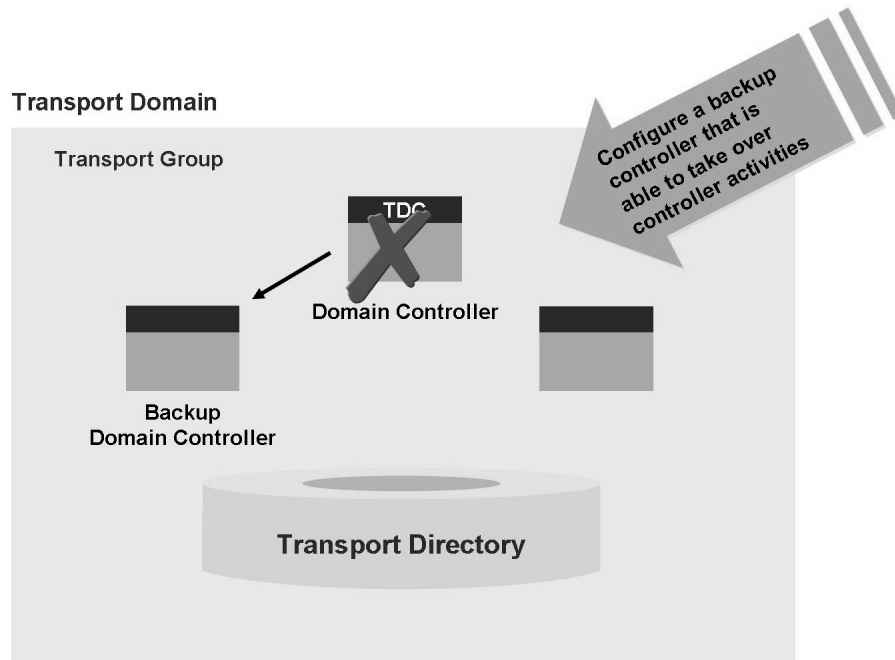 Transport Domain
Transport Group
Configure a backup
controller that is
able to take over
controller activities
TDC
Domain Controller
Backup
Domain Controller
Transport Directory